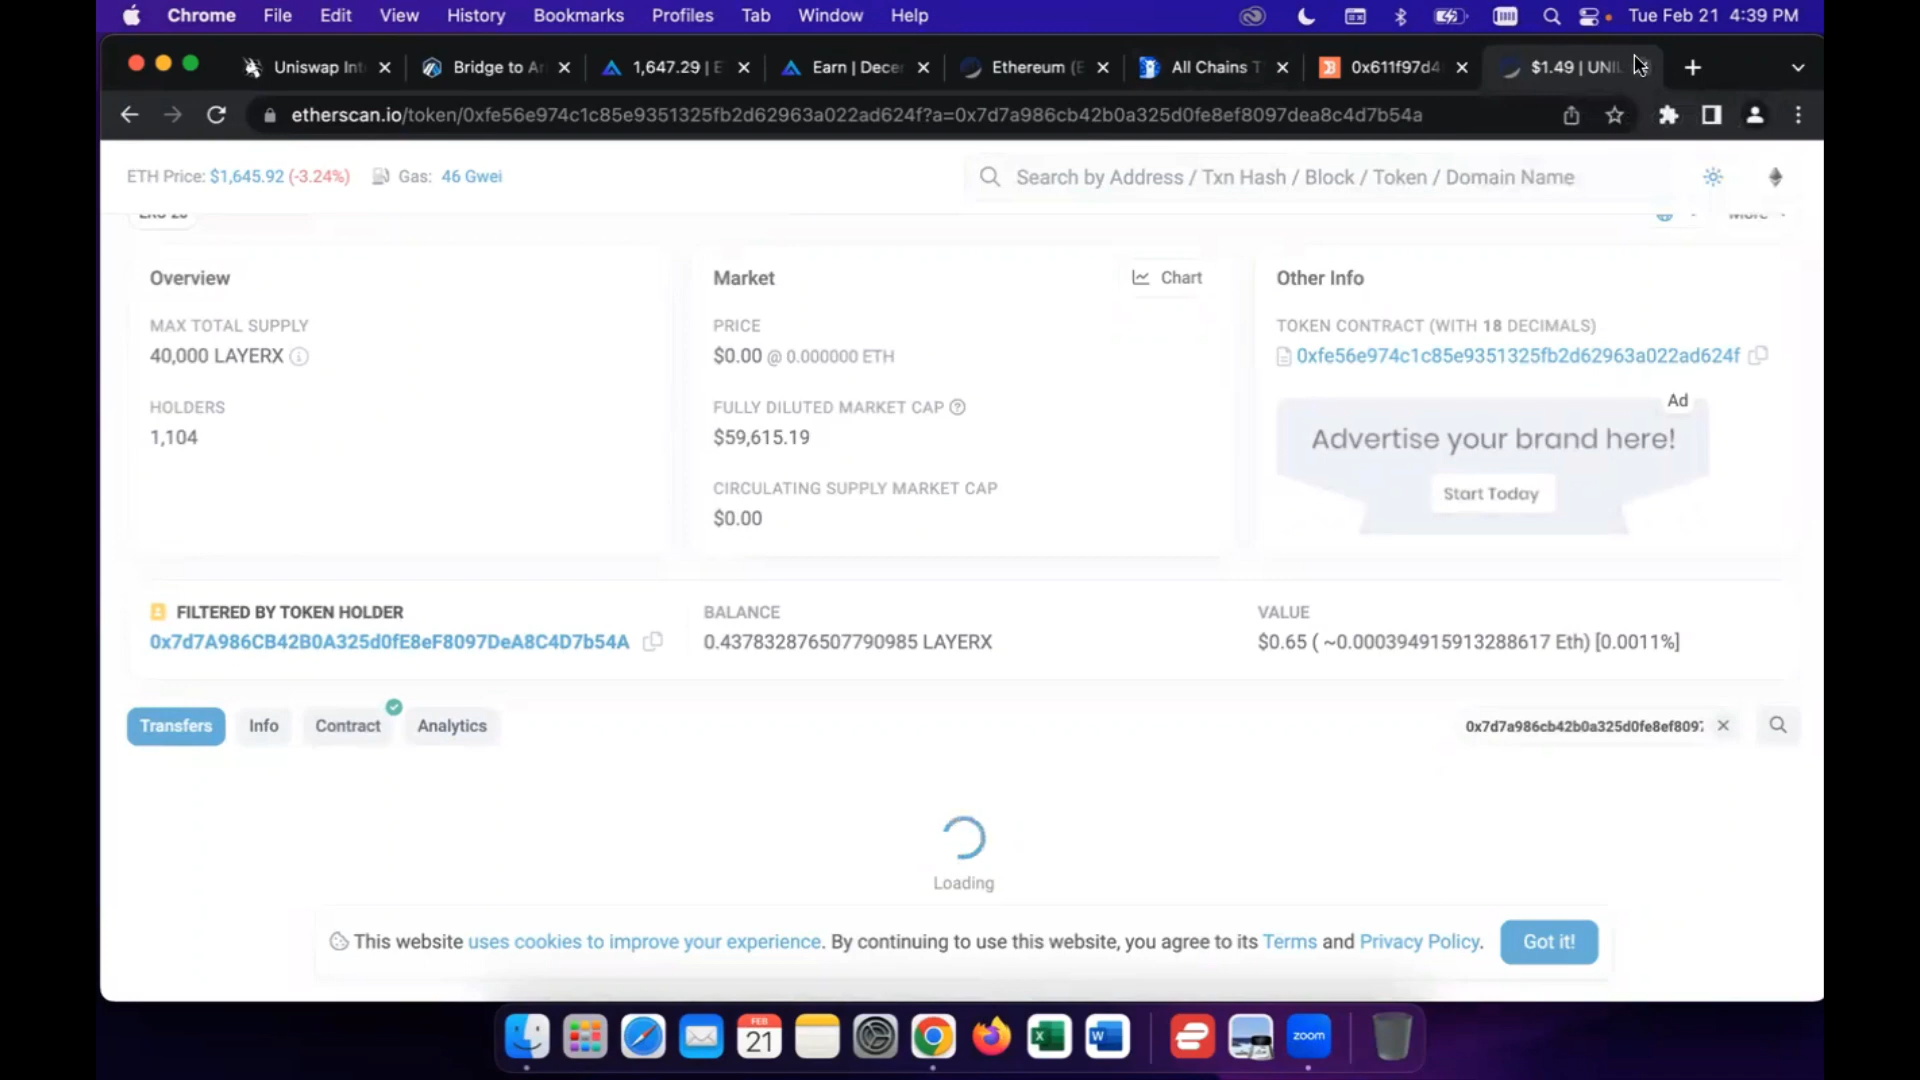 Chrome File Edit View History Bookmarks Profiles Tab Window Help Tue Feb 21 4:39 PM
Uniswap Int Bridge to Ar 1,647.29 | E Earn | Decer Ethereum (E All Chains T 0x611f97d4 $1.49 | UNIL
etherscan.io/token/0xfe56e974c1c85e9351325fb2d62963a022ad624f?a=0x7d7a986cb42b0a325d0fe8ef8097dea8c4d7b54a
ETH Price: $1,645.92 (-3.24%) Gas: 46 Gwei Search by Address / Txn Hash / Block / Token / Domain Name
More
Overview Market Chart Other Info
MAX TOTAL SUPPLY PRICE TOKEN CONTRACT (WITH 18 DECIMALS)
40,000 LAYERX $0.00 @ 0.000000 ETH 0xfe56e974c1c85e9351325fb2d62963a022ad624f
HOLDERS FULLY DILUTED MARKET CAP Ad
1,104 $59,615.19 Advertise your brand here!
CIRCULATING SUPPLY MARKET CAP Start Today
$0.00
FILTERED BY TOKEN HOLDER BALANCE VALUE
0x7d7A986CB42B0A325d0fE8eF8097DeA8C4D7b54A 0.437832876507790985 LAYERX $0.65 ( ~0.000394915913288617 Eth) [0.0011%]
Transfers Info Contract Analytics 0x7d7a986cb42b0a325d0fe8ef809
Loading
This website uses cookies to improve your experience. By continuing to use this website, you agree to its Terms and Privacy Policy. Got it!
FEB
21 zoom